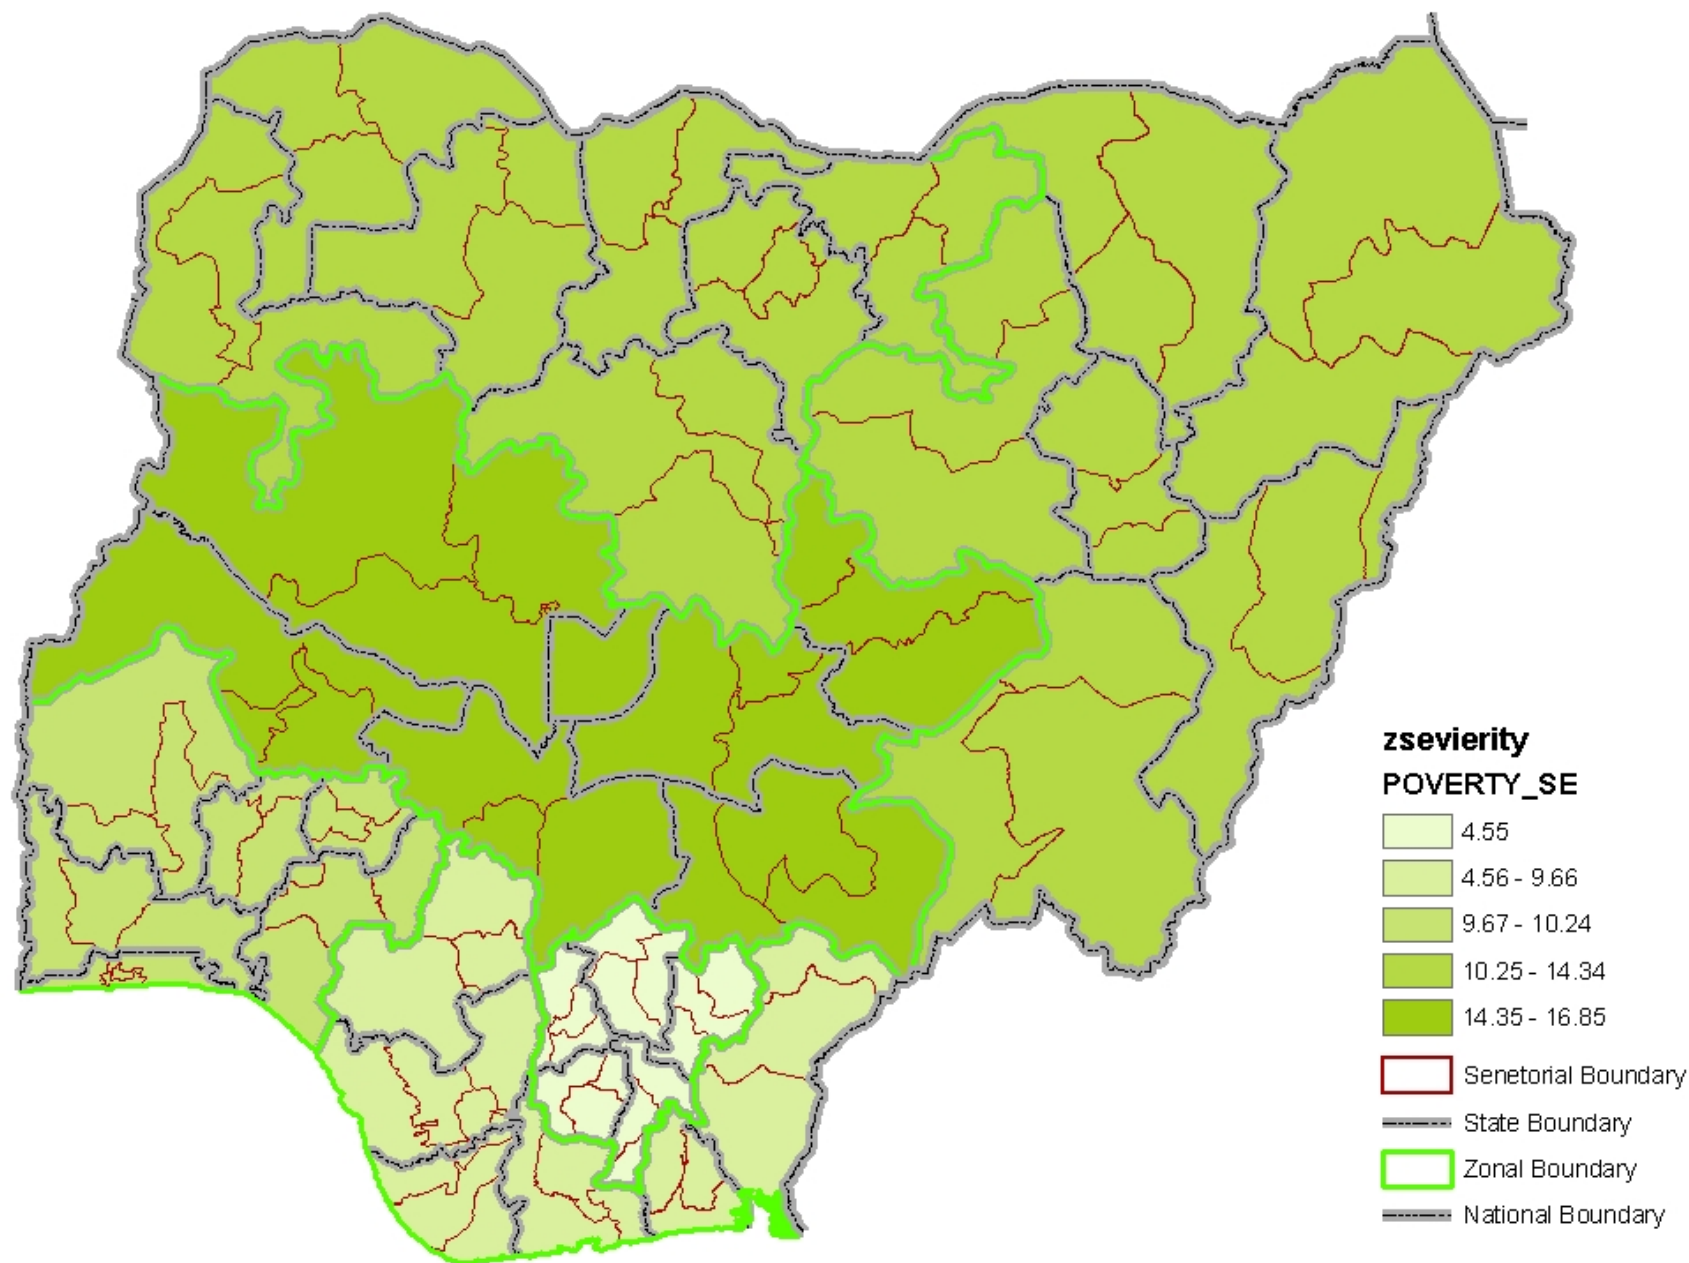 zsevierity
POVERTY_SE
4.55
4.56 - 9.66
9.67 - 10.24
10.25 - 14.34
14.35 - 16.85
Senetorial Boundary
State Boundary
Zonal Boundary
National Boundary